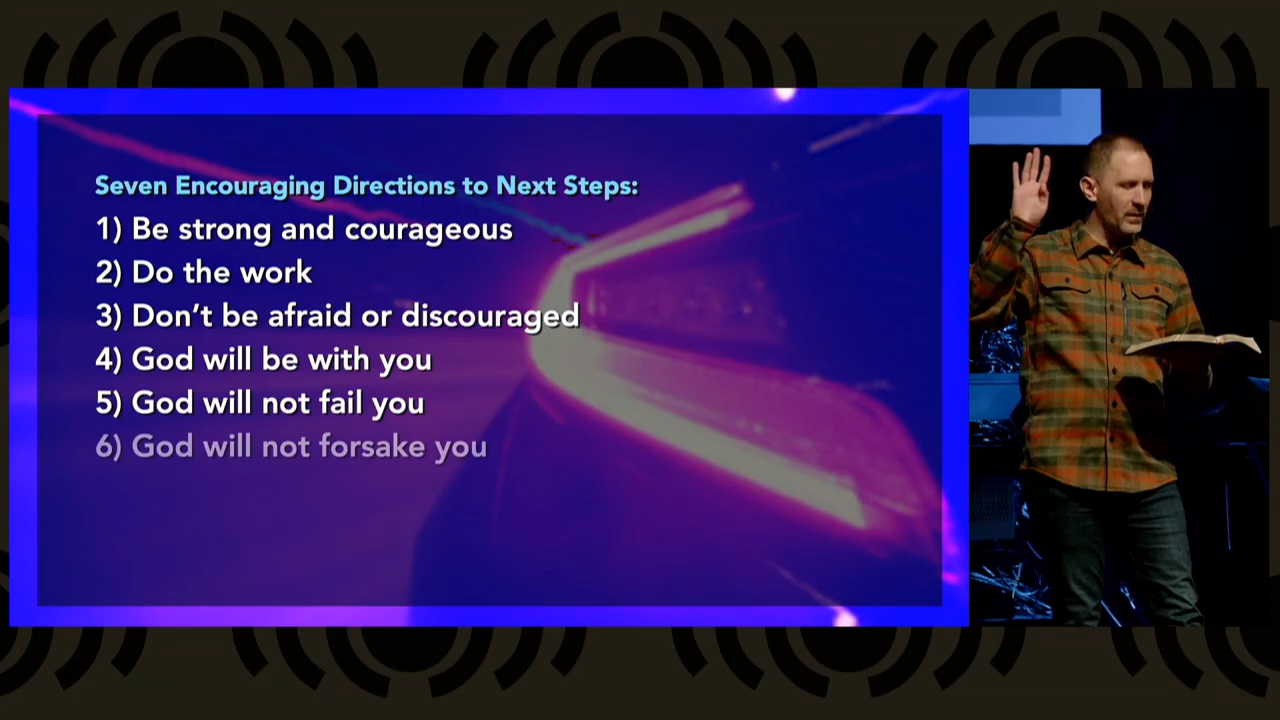 Seven Encouraging Directions to Next Steps:
1) Be strong and courageous
2) Do the work
3) Don’t be afraid or discouraged
4) God will be with you
5) God will not fail you
6) God will not forsake you